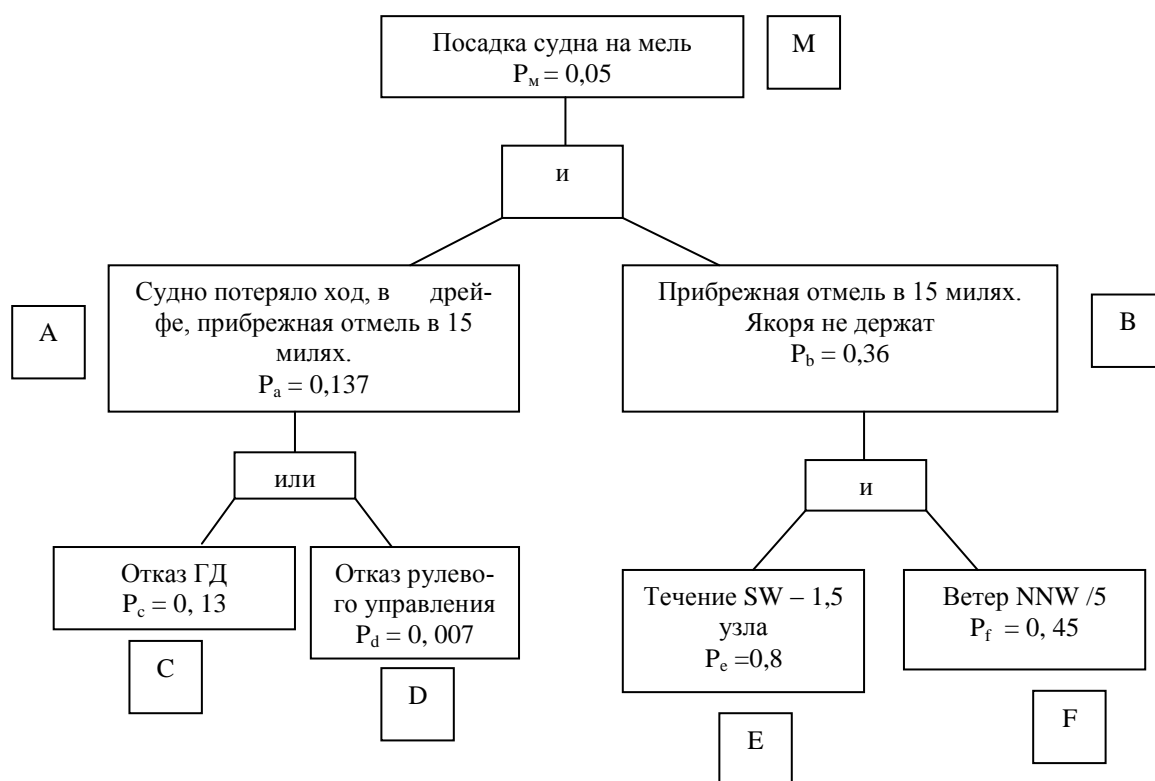 Посадка судна на мель
Pм = 0,05
M
и
Судно потеряло ход, в дрей-
фе, прибрежная отмель в 15
милях.
Pa = 0,137
A
Прибрежная отмель в 15 милях.
Якоря не держат
Pb = 0,36
B
или
и
Отказ ГД
Pc = 0, 13
Отказ рулево-
го управления
Pd = 0, 007
Течение SW – 1,5
узла
Pe =0,8
Ветер NNW /5
Pf = 0, 45
C
D
E
F